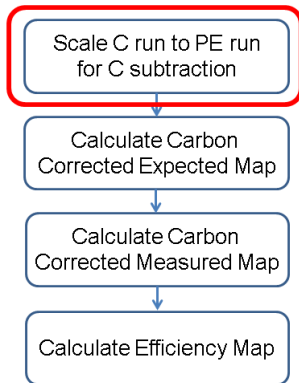 Scale C run to PE run
for C subtraction
Calculate Carbon
Corrected Expected Map
Calculate Carbon
Corrected Measured Map
Calculate Efficiency Map